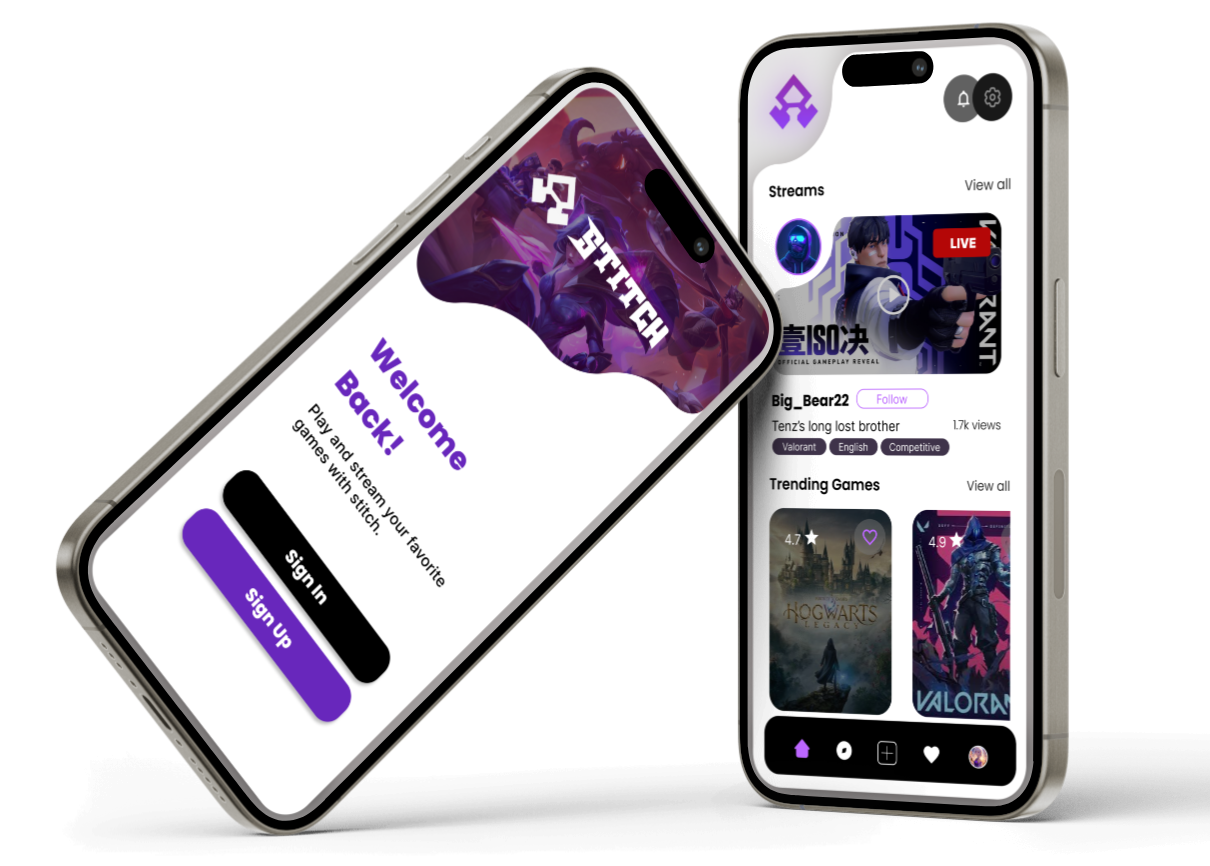 STITCH
Welcome
Back!
Play and stream your favorite
games with stitch.
Sign In
Sign Up
Streams
View all
LIVE
RANT
壹ISO决
OFFICIAL GAMEPLAY REVEAL
Big_Bear22
Follow
Tenz's long lost brother
1.7k views
Valorant
English
Competitive
Trending Games
View all
4.7
HOGWARTS
LEGACY
4.9
VALORAN